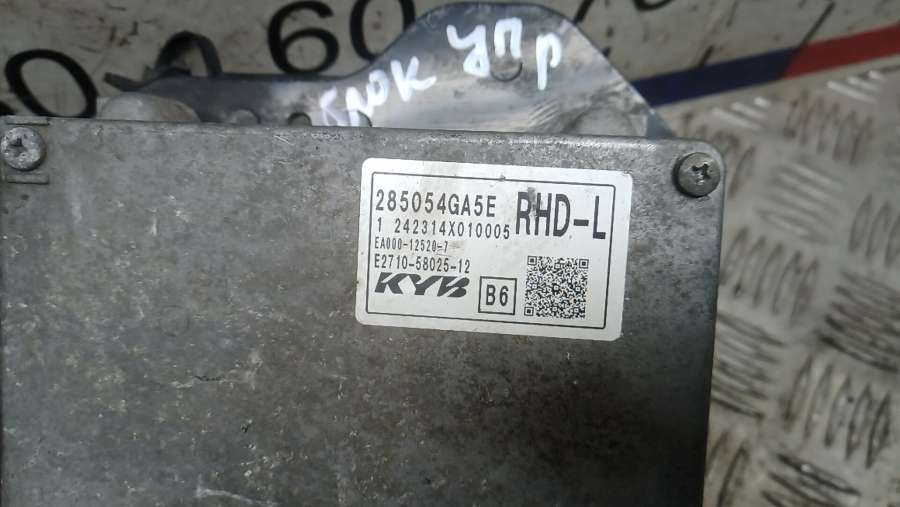 БЛОК УПР
285054GA5E RHD-L
1 242314X010005
EA000-12520-7
E2710-58025-12
KYB B6